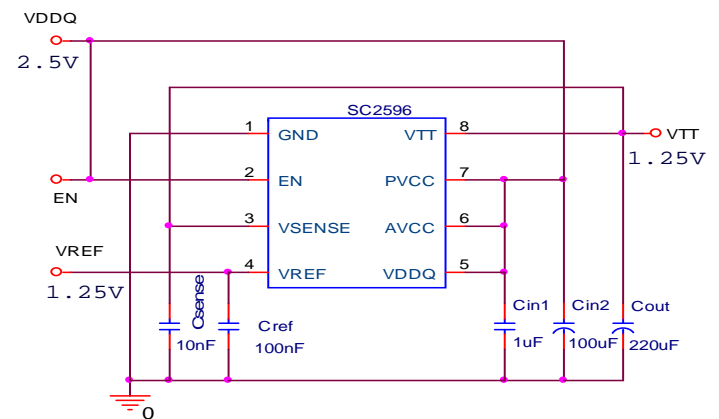 VDDQ
2.5V
SC2596
1 GND VTT 8
VTT
1.25V
2 EN PVCC 7
EN
3 VSENSE AVCC 6
VREF
4 VREF VDDQ 5
1.25V
Csense
10nF
Cref
100nF
Cin1
1uF
Cin2
100uF
Cout
220uF
0